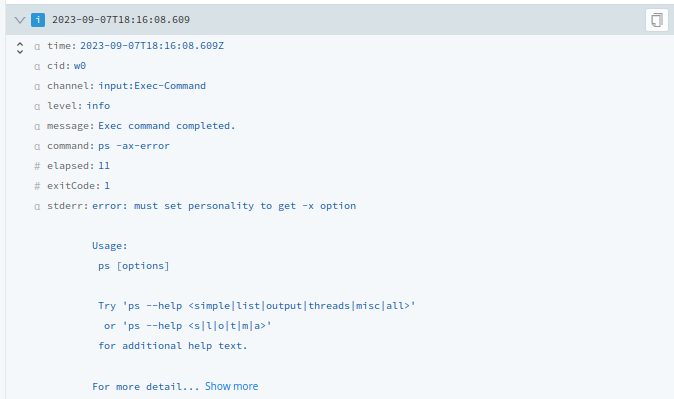 i 2023-09-07T18:16:08.609
α time: 2023-09-07T18:16:08.609Z
α cid: w0
α channel: input:Exec-Command
α level: info
α message: Exec command completed.
α command: ps -ax-error
# elapsed: 11
# exitCode: 1
α stderr: error: must set personality to get -x option
Usage:
ps [options]
Try 'ps --help <simple|list|output|threads|misc|all>'
or 'ps --help <s|l|o|t|m|a>'
for additional help text.
For more detail... Show more